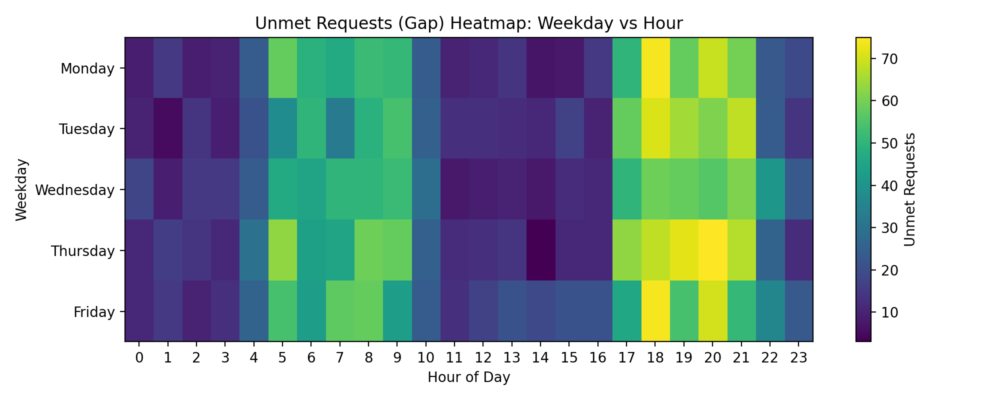 Unmet Requests (Gap) Heatmap: Weekday vs Hour
Weekday
Monday
Tuesday
Wednesday
Thursday
Friday
0 1 2 3 4 5 6 7 8 9 10 11 12 13 14 15 16 17 18 19 20 21 22 23
Hour of Day
70
60
50
40
30
20
10
Unmet Requests